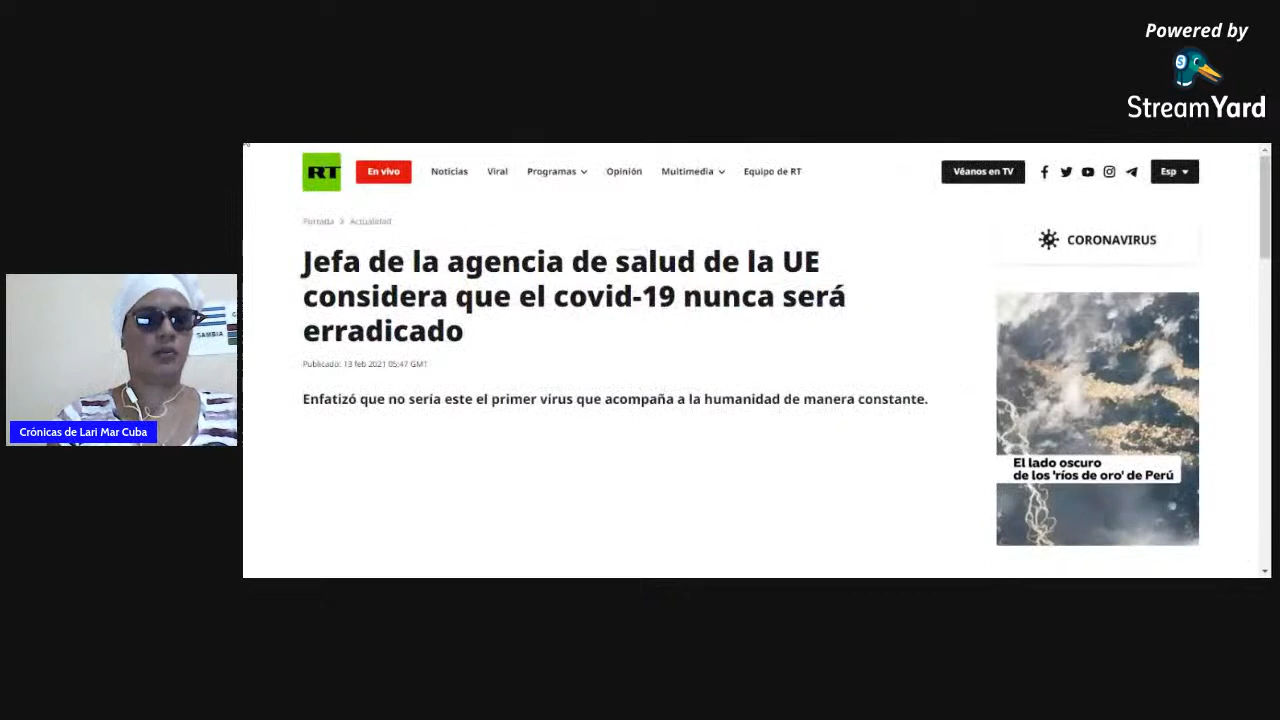 Powered by
StreamYard
RT
En vivo
Noticias
Viral
Programas
Opinión
Multimedia
Equipo de RT
Véanos en TV
Esp
Portada
Actualidad
Jefa de la agencia de salud de la UE
considera que el covid-19 nunca será
erradicado
Publicado: 13 feb 2021 05:47 GMT
Enfatizó que no sería este el primer virus que acompaña a la humanidad de manera constante.
CORONAVIRUS
El lado oscuro
de los 'ríos de oro' de Perú
GAMBIA
Crónicas de Lari Mar Cuba